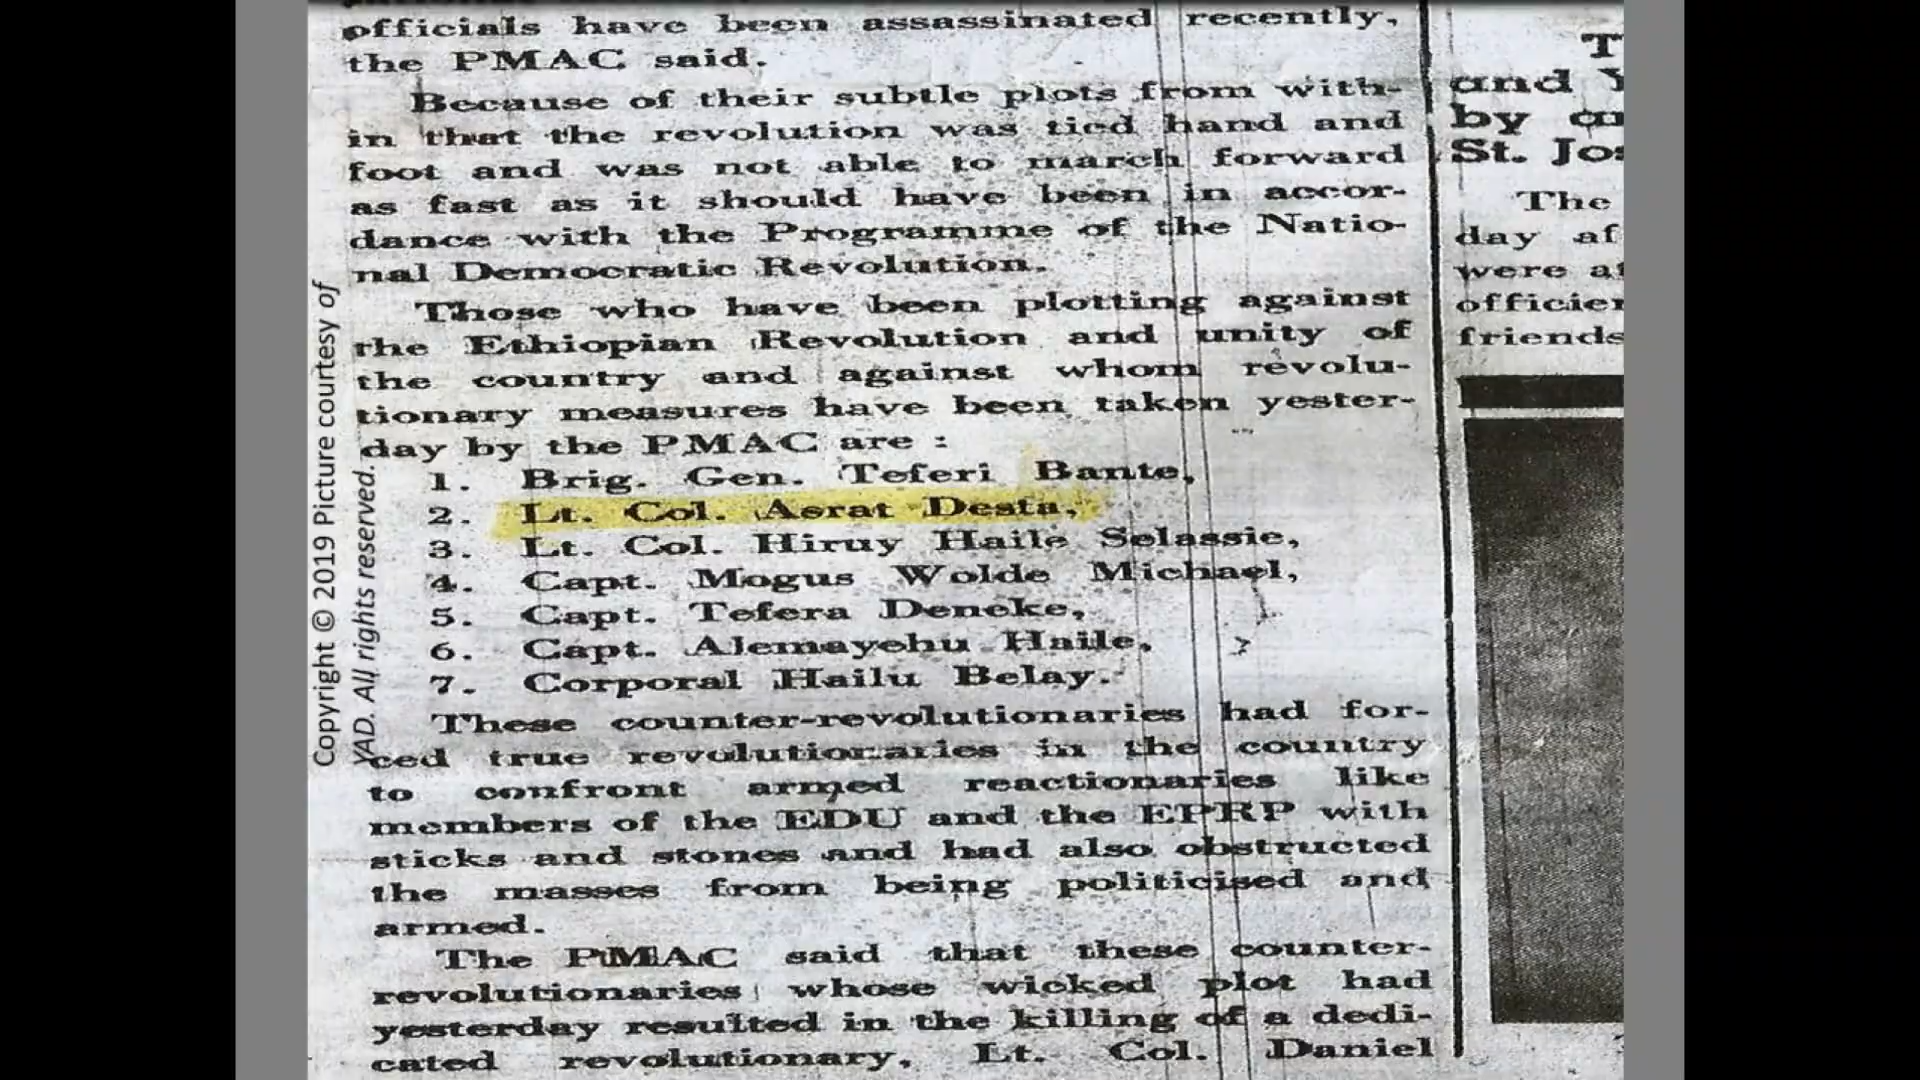 officials have been assassinated recently,
the PMAC said.
Because of their subtle plots from with-
in that the revolution was tied hand and
foot and was not able to march forward
as fast as it should have been in accor-
dance with the Programme of the Natio-
nal Democratic Revolution.
Those who have been plotting against
the Ethiopian Revolution and unity of
the country and against whom revolu-
tionary measures have been taken yester-
day by the PMAC are :
1. Brig. Gen. Teferi Bante,
2. Lt. Col. Asrat Desta,
3. Lt. Col. Hiruy Haile Selassie,
4. Capt. Mogus Wolde Michael,
5. Capt. Tefera Deneke,
6. Capt. Alemayehu Haile,
7. Corporal Hailu Belay.
These counter-revolutionaries had for-
ced true revolutionaries in the country
to confront armed reactionaries like
members of the EDU and the EPRP with
sticks and stones and had also obstructed
the masses from being politicised and
armed.
The PMAC said that these counter-
revolutionaries whose wicked plot had
yesterday resulted in the killing of a dedi-
cated revolutionary, Lt. Col. Daniel
and
by
St.
The
day
were
friends
Copyright © 2019 Picture courtesy of
YAD. All rights reserved.